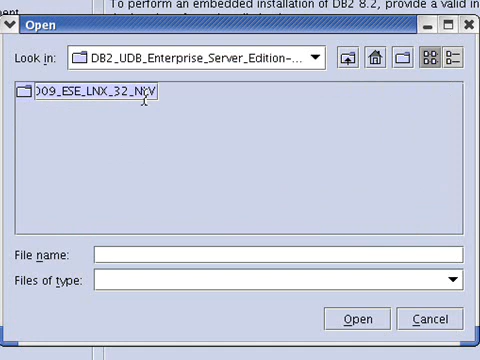 To perform an embedded installation of DB2 8.2, provide a valid in
Open
Look in:
DB2_UDB_Enterprise_Server_Edition-...
009_ESE_LNX_32_NLV
File name:
Files of type:
Open
Cancel